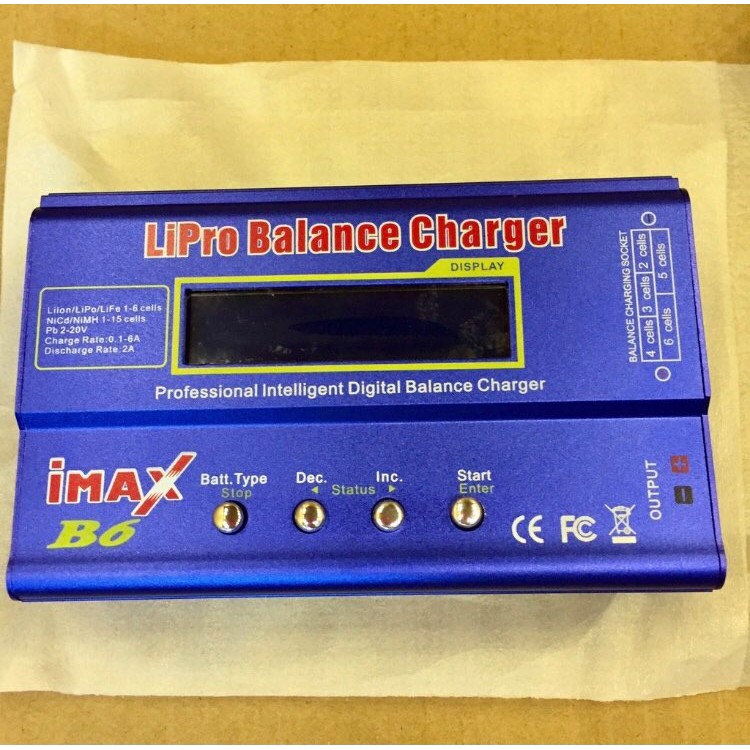 LiPro Balance Charger
DISPLAY
LiIon/LiPo/LiFe 1-6 cells
NiCd/NiMH 1-15 cells
Pb 2-20V
Charge Rate:0.1-6A
Discharge Rate:2A
Professional Intelligent Digital Balance Charger
BALANCE CHARGING SOCKET
4 cells 3 cells 2 cells
6 cells 5 cells
iMAX
B6
Batt.Type
Stop
Dec.
Inc.
◄ Status ►
Start
Enter
CE FC
OUTPUT
+
-